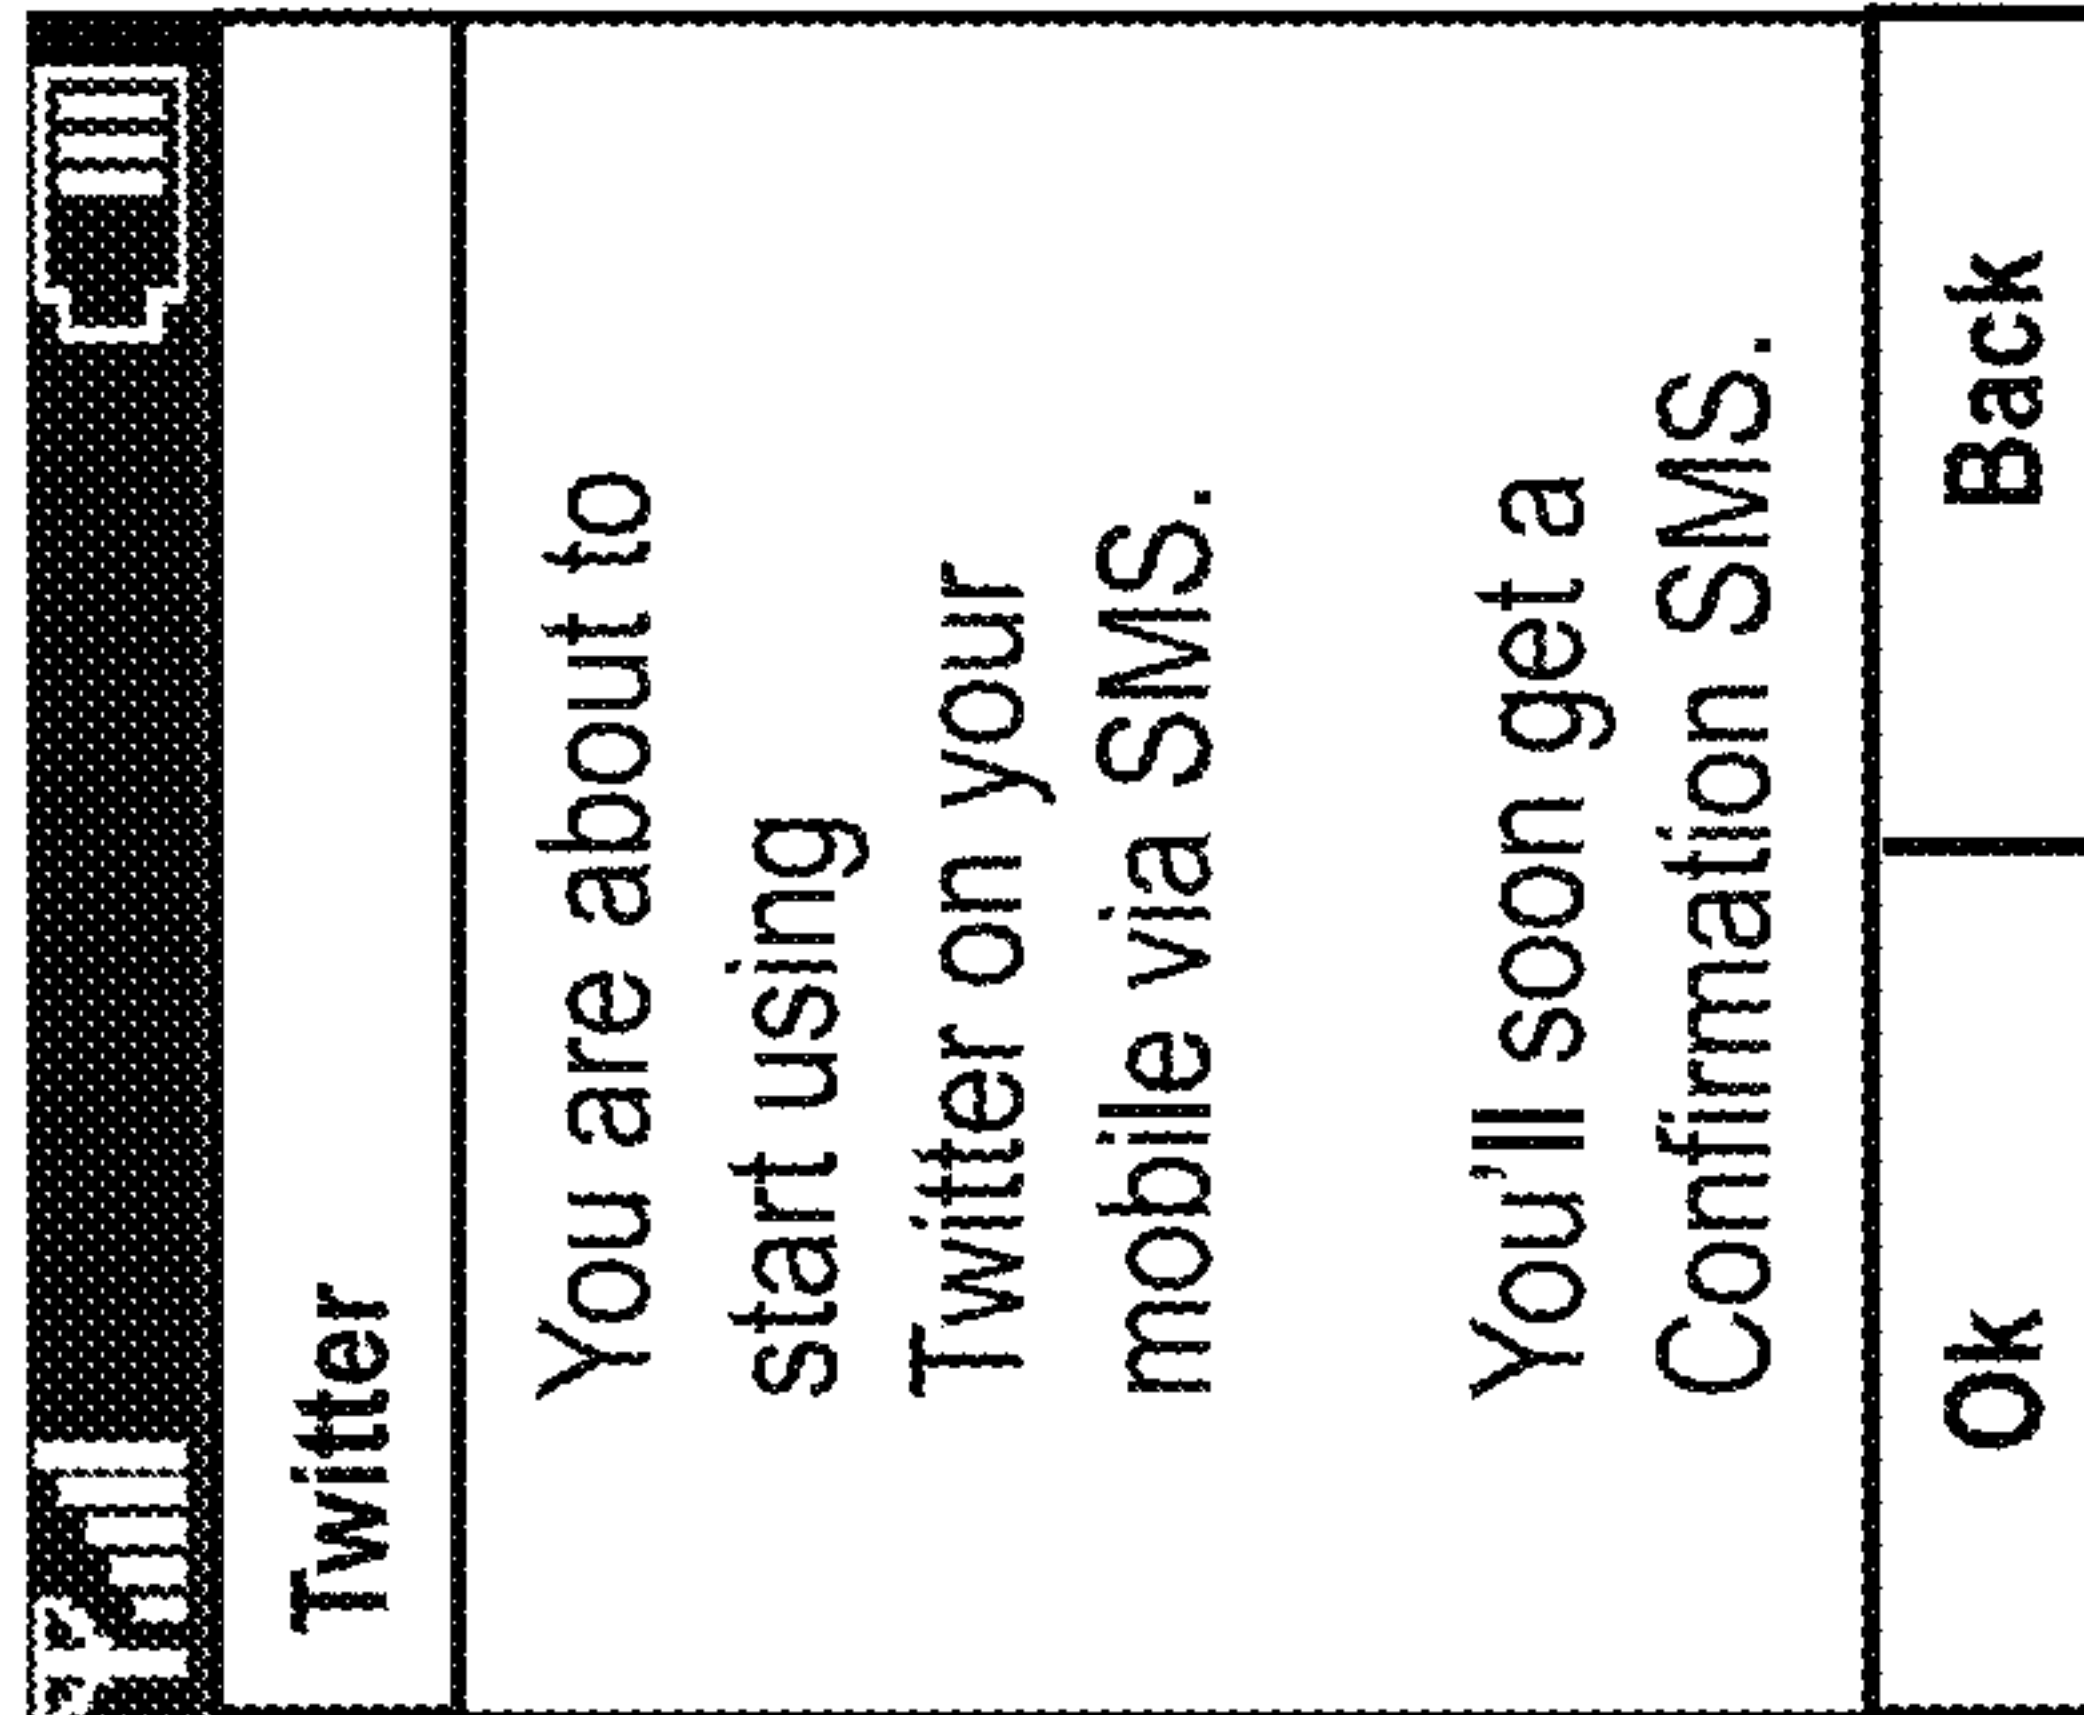 Twitter
You are about to
start using
Twitter on your
mobile via SMS.
You'll soon get a
Confirmation SMS.
Ok
Back